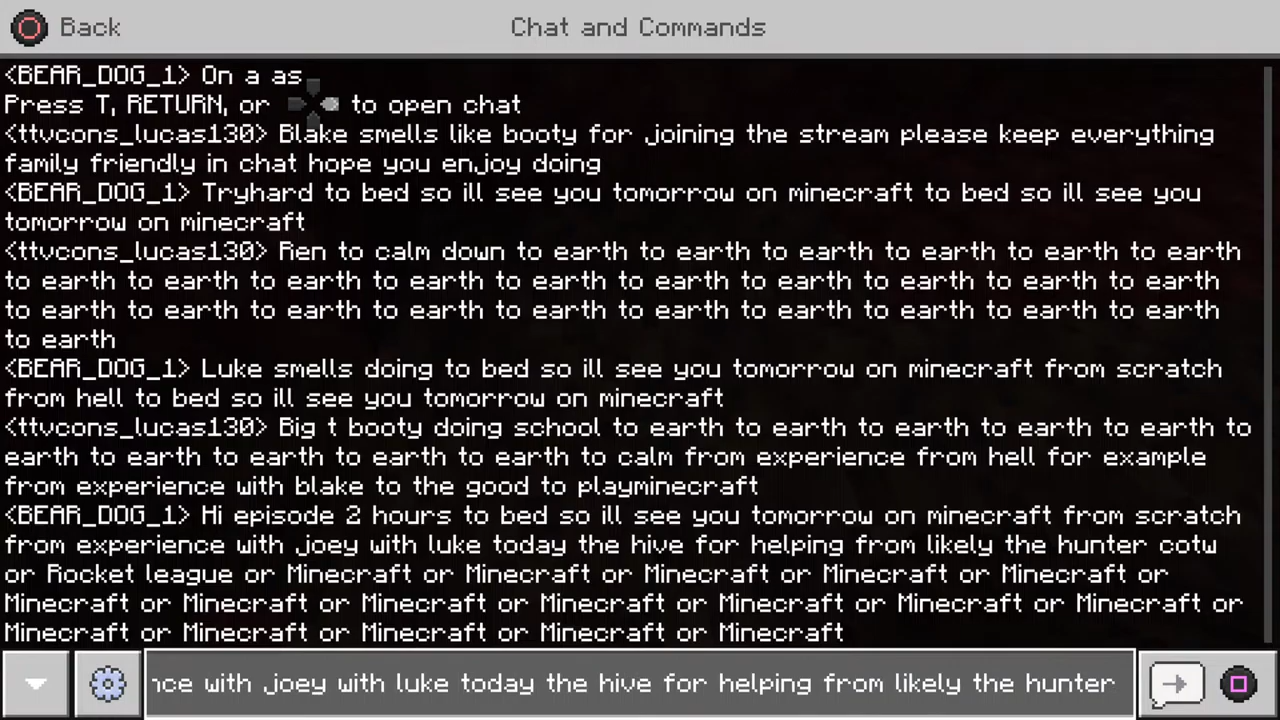 Back
Chat and Commands
<BEAR_DOG_1> On a as
Press T, RETURN, or to open chat
<ttvcons_lucas130> Blake smells like booty for joining the stream please keep everything
family friendly in chat hope you enjoy doing
<BEAR_DOG_1> Tryhard to bed so ill see you tomorrow on minecraft to bed so ill see you
tomorrow on minecraft
<ttvcons_lucas130> Ren to calm down to earth to earth to earth to earth to earth to earth
to earth to earth to earth to earth to earth to earth to earth to earth to earth to earth
to earth to earth to earth to earth to earth to earth to earth to earth to earth to earth
to earth
<BEAR_DOG_1> Luke smells doing to bed so ill see you tomorrow on minecraft from scratch
from hell to bed so ill see you tomorrow on minecraft
<ttvcons_lucas130> Big t booty doing school to earth to earth to earth to earth to earth to
earth to earth to earth to earth to earth to calm from experience from hell for example
from experience with blake to the good to playminecraft
<BEAR_DOG_1> Hi episode 2 hours to bed so ill see you tomorrow on minecraft from scratch
from experience with joey with luke today the hive for helping from likely the hunter cotw
or Rocket league or Minecraft or Minecraft or Minecraft or Minecraft or Minecraft or
Minecraft or Minecraft or Minecraft or Minecraft or Minecraft or Minecraft or Minecraft or
Minecraft or Minecraft or Minecraft or Minecraft or Minecraft
nce with joey with luke today the hive for helping from likely the hunter